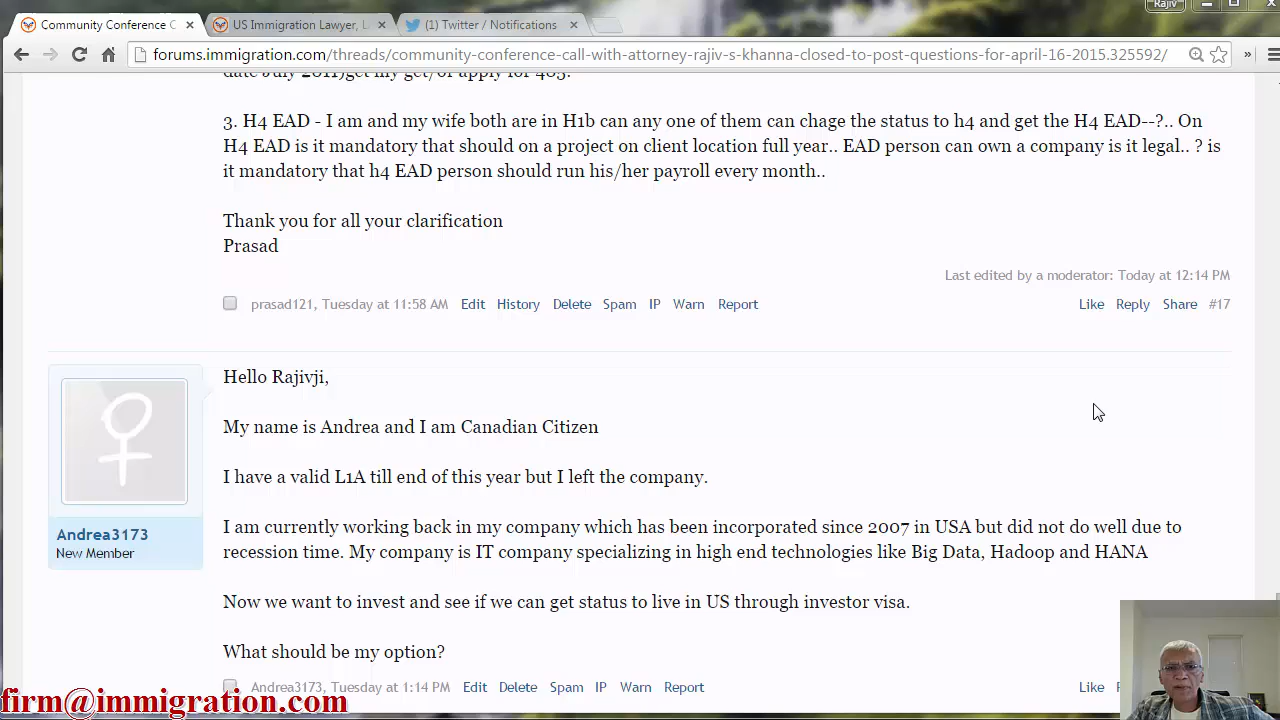 Rajiv
Community Conference C
US Immigration Lawyer, L
(1) Twitter / Notifications
forums.immigration.com/threads/community-conference-call-with-attorney-rajiv-s-khanna-closed-to-post-questions-for-april-16-2015.325592/
date July 2011)get my get/or apply for 485.
3. H4 EAD - I am and my wife both are in H1b can any one of them can chage the status to h4 and get the H4 EAD--?.. On
H4 EAD is it mandatory that should on a project on client location full year.. EAD person can own a company is it legal.. ? is
it mandatory that h4 EAD person should run his/her payroll every month..
Thank you for all your clarification
Prasad
Last edited by a moderator: Today at 12:14 PM
prasad121, Tuesday at 11:58 AM Edit History Delete Spam IP Warn Report Like Reply Share #17
Hello Rajivji,
My name is Andrea and I am Canadian Citizen
I have a valid L1A till end of this year but I left the company.
Andrea3173
New Member
I am currently working back in my company which has been incorporated since 2007 in USA but did not do well due to
recession time. My company is IT company specializing in high end technologies like Big Data, Hadoop and HANA
Now we want to invest and see if we can get status to live in US through investor visa.
What should be my option?
Andrea3173, Tuesday at 1:14 PM Edit Delete Spam IP Warn Report Like
firm@immigration.com